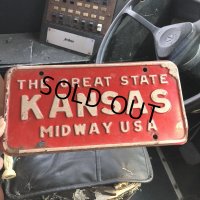 THE GREAT STATE
KANSAS
SOLD OUT
MIDWAY USA